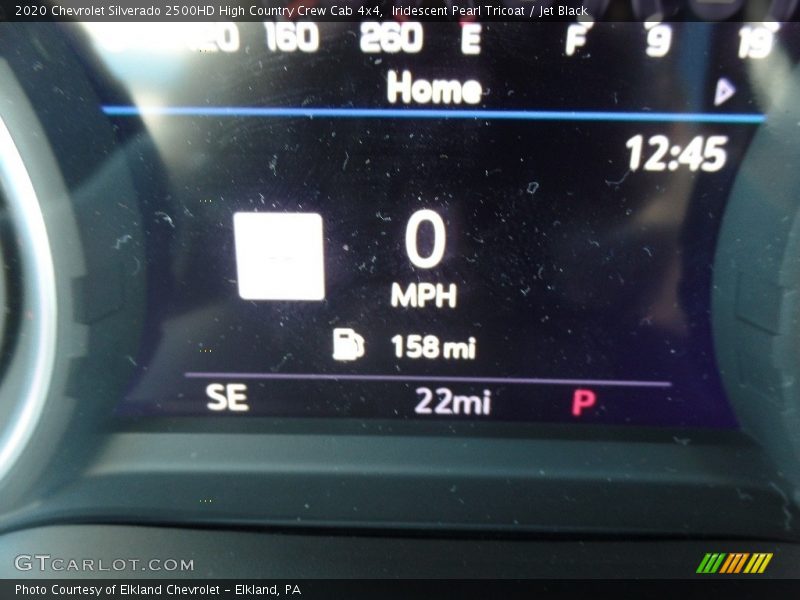 2020 Chevrolet Silverado 2500HD High Country Crew Cab 4x4, Iridescent Pearl Tricoat / Jet Black
160 260 E F 9 19
Home
12:45
0
MPH
158 mi
SE 22mi P
GTCARLOT.COM
Photo Courtesy of Elkland Chevrolet - Elkland, PA